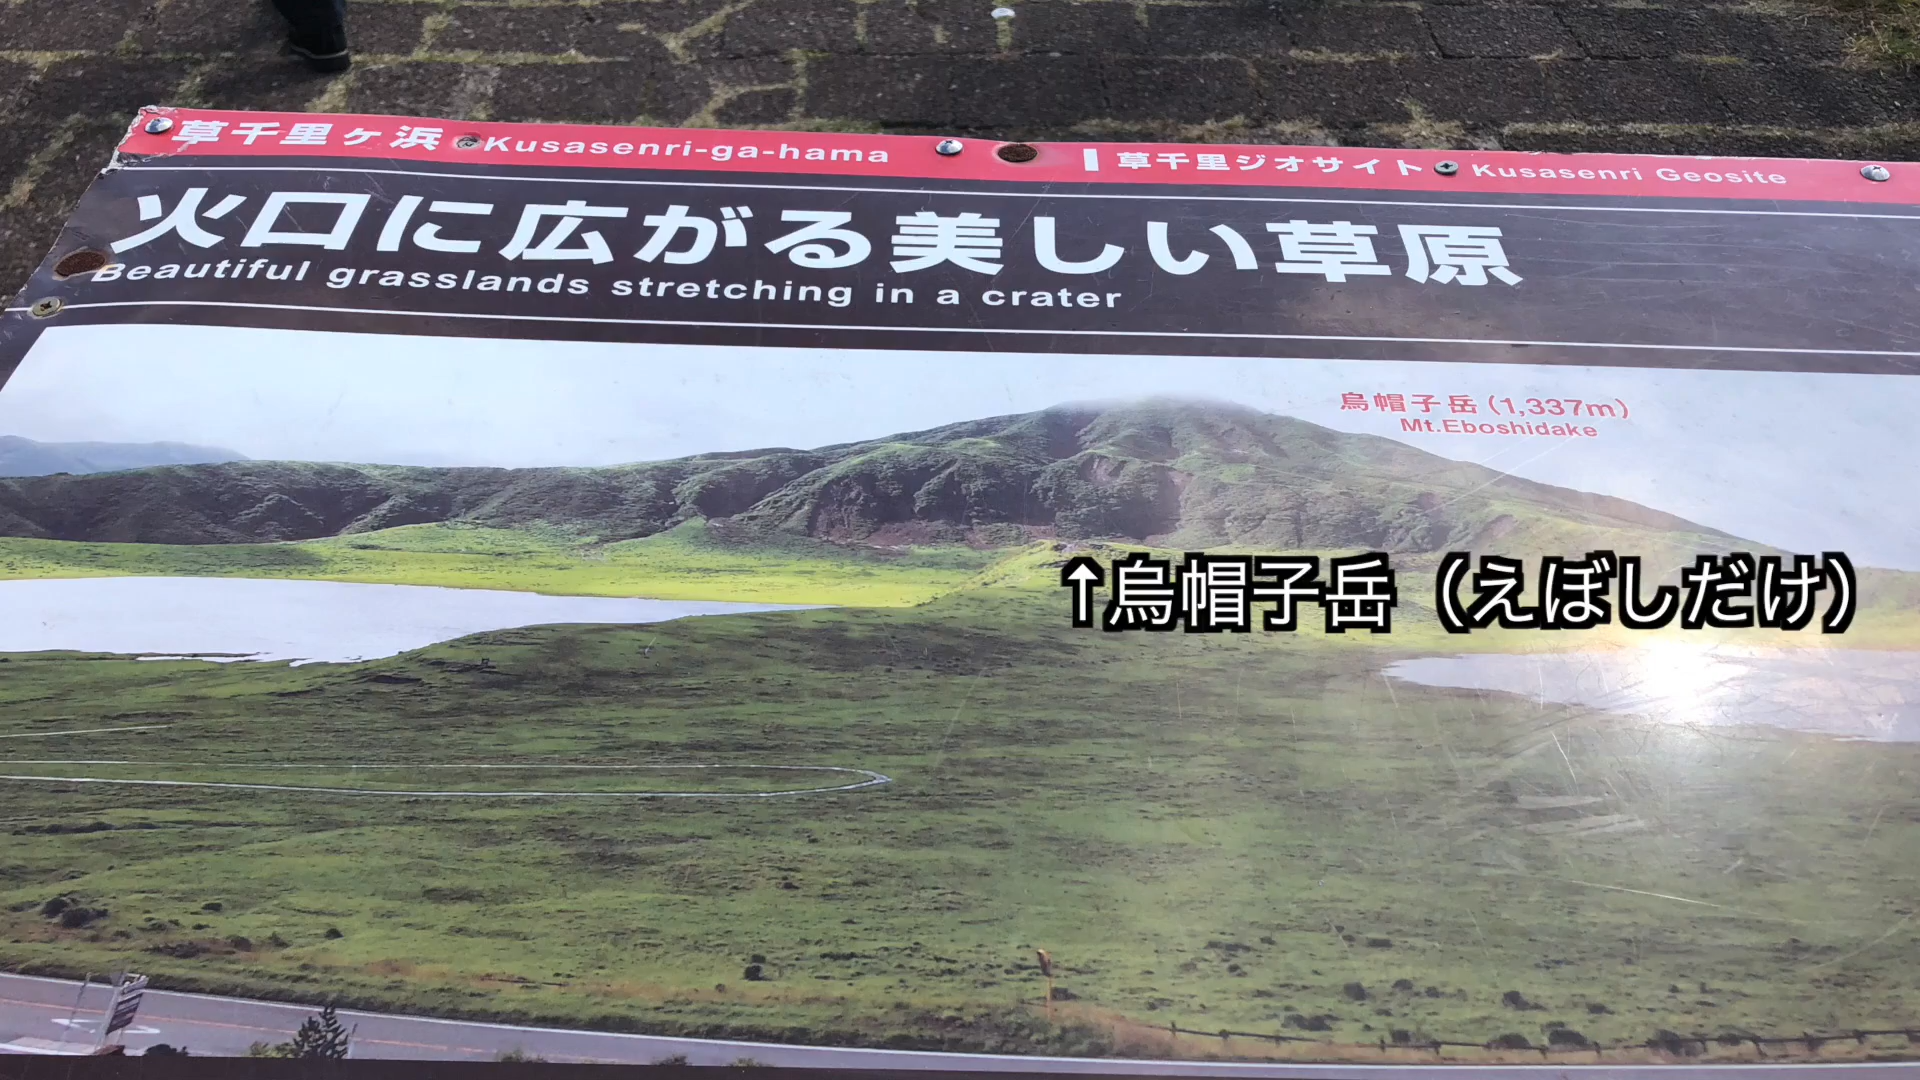 草千里ヶ浜 Kusasenri-ga-hama
草千里ジオサイト Kusasenri Geosite
火口に広がる美しい草原
Beautiful grasslands stretching in a crater
烏帽子岳(1,337m)
Mt.Eboshidake
↑烏帽子岳（えぼしだけ）